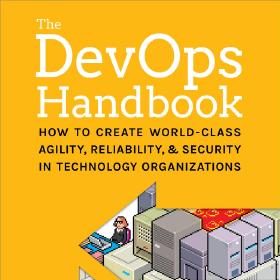 The
DevOps
Handbook
HOW TO CREATE WORLD-CLASS
AGILITY, RELIABILITY, & SECURITY
IN TECHNOLOGY ORGANIZATIONS